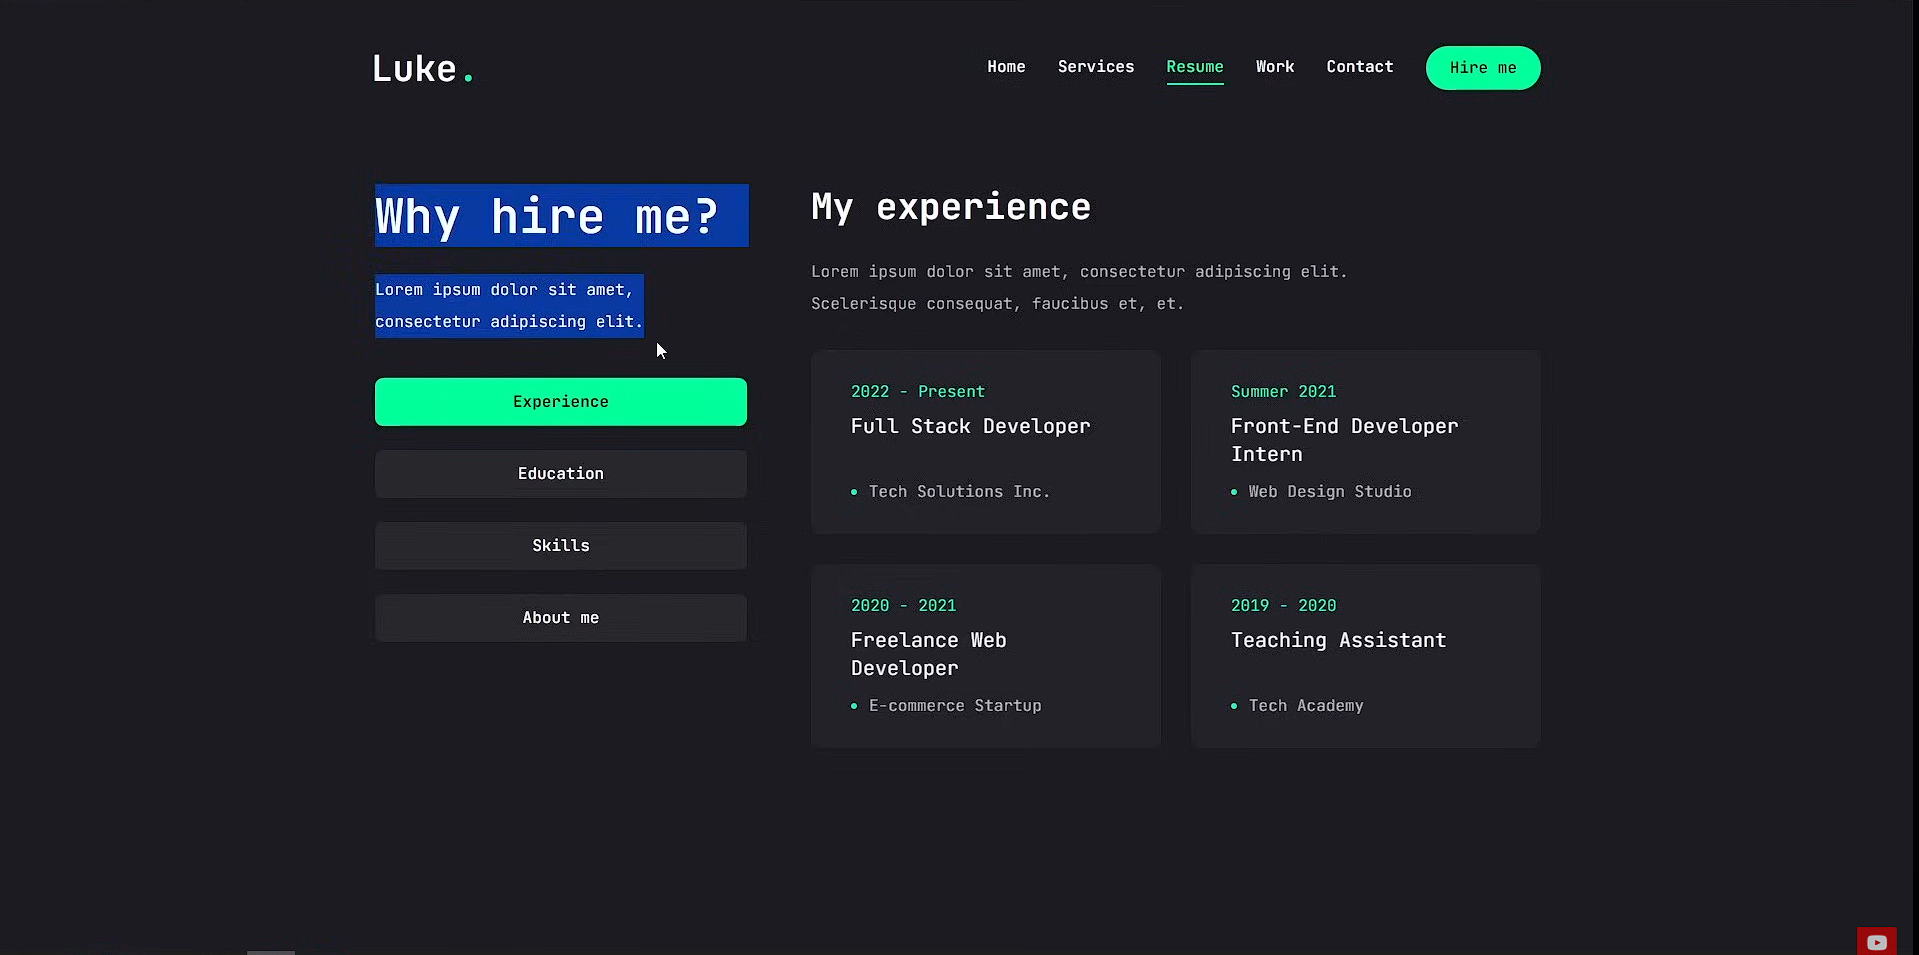 Luke.
Home Services Resume Work Contact Hire me
Why hire me?
Lorem ipsum dolor sit amet,
consectetur adipiscing elit.
Experience
Education
Skills
About me
My experience
Lorem ipsum dolor sit amet, consectetur adipiscing elit.
Scelerisque consequat, faucibus et, et.
2022 - Present
Full Stack Developer
Tech Solutions Inc.
Summer 2021
Front-End Developer
Intern
Web Design Studio
2020 - 2021
Freelance Web
Developer
E-commerce Startup
2019 - 2020
Teaching Assistant
Tech Academy